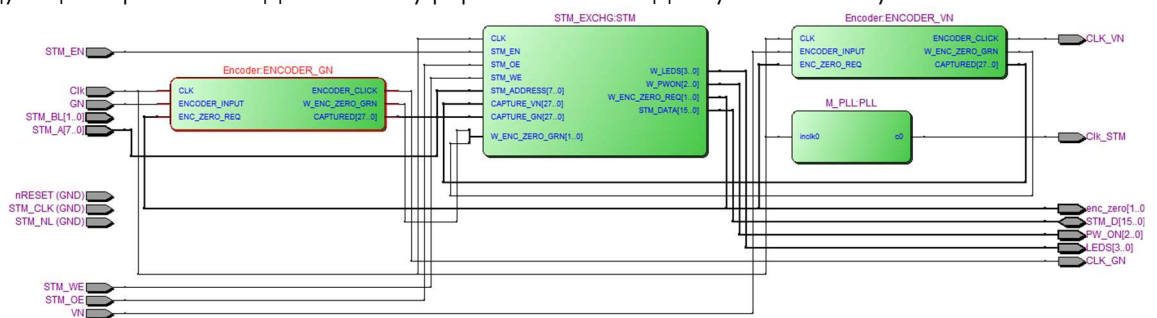 STM_EXCHG:STM
Encoder:ENCODER_VN
STM_EN
CLK
STM_EN
STM_OE
STM_WE
STM_ADDRESS[7..0]
CAPTURE_VN[27..0]
CAPTURE_GN[27..0]
W_ENC_ZERO_GRN[1..0]
W_LEDS[3..0]
W_PWON[2..0]
W_ENC_ZERO_REQ[1..0]
STM_DATA[15..0]
CLK
ENCODER_INPUT
ENC_ZERO_REQ
ENCODER_CLICK
W_ENC_ZERO_GRN
CAPTURED[27..0]
CLK_VN
Encoder:ENCODER_GN
Clk
GN
STM_BL[1..0]
STM_A[7..0]
CLK
ENCODER_INPUT
ENC_ZERO_REQ
ENCODER_CLICK
W_ENC_ZERO_GRN
CAPTURED[27..0]
M_PLL:PLL
inclk0
c0
Clk_STM
nRESET (GND)
STM_CLK (GND)
STM_NL (GND)
enc_zero[1..0
STM_D[15..0]
PW_ON[2..0]
LEDS[3..0]
CLK_GN
STM_WE
STM_OE
VN